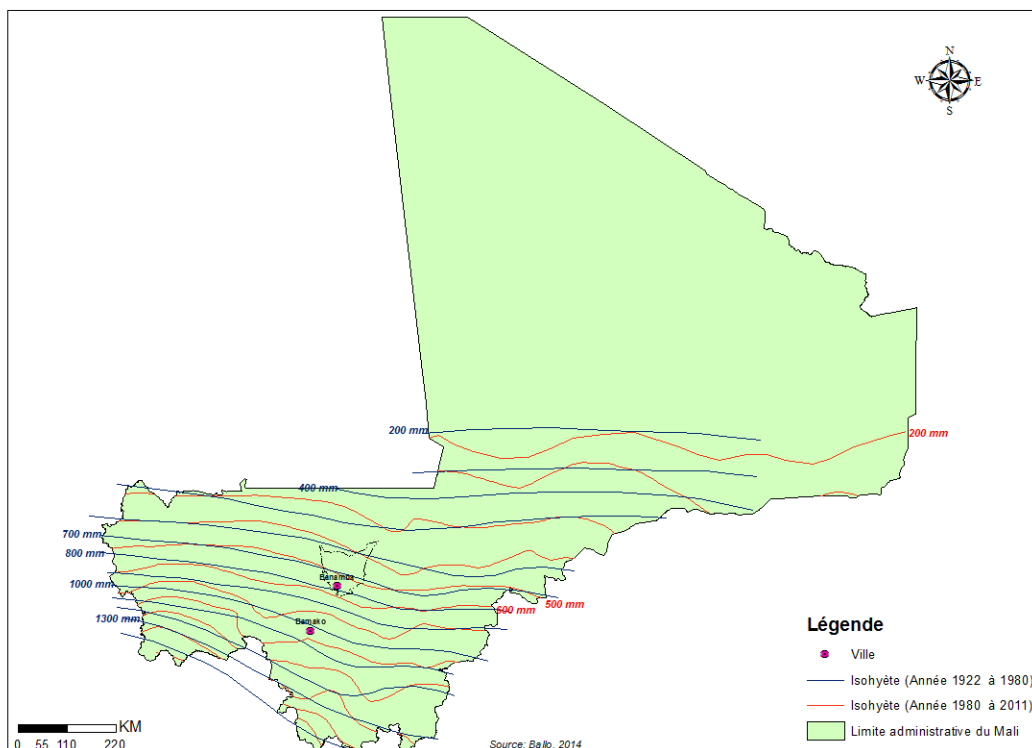 N
W E
S
200 mm
200 mm
400 mm
700 mm
800 mm
Banamba
1000 mm
600 mm
500 mm
1300 mm
Bamako
Légende
Ville
Isohyète (Année 1922 à 1980)
Isohyète (Année 1980 à 2011)
Limite administrative du Mali
KM
0 55 110 220
Source: Ballo, 2014